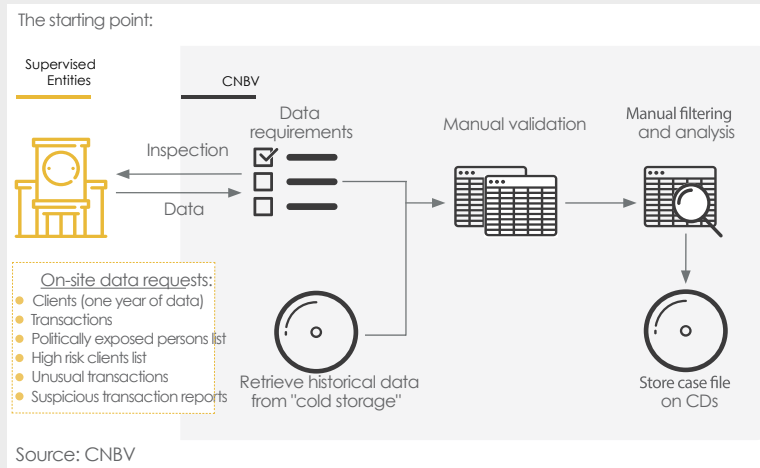 The starting point:
Supervised
Entities
CNBV
Data
requirements
Manual validation
Manual filtering
and analysis
Inspection
Data
On-site data requests:
Clients (one year of data)
Transactions
Politically exposed persons list
High risk clients list
Unusual transactions
Suspicious transaction reports
Retrieve historical data
from "cold storage"
Store case file
on CDs
Source: CNBV